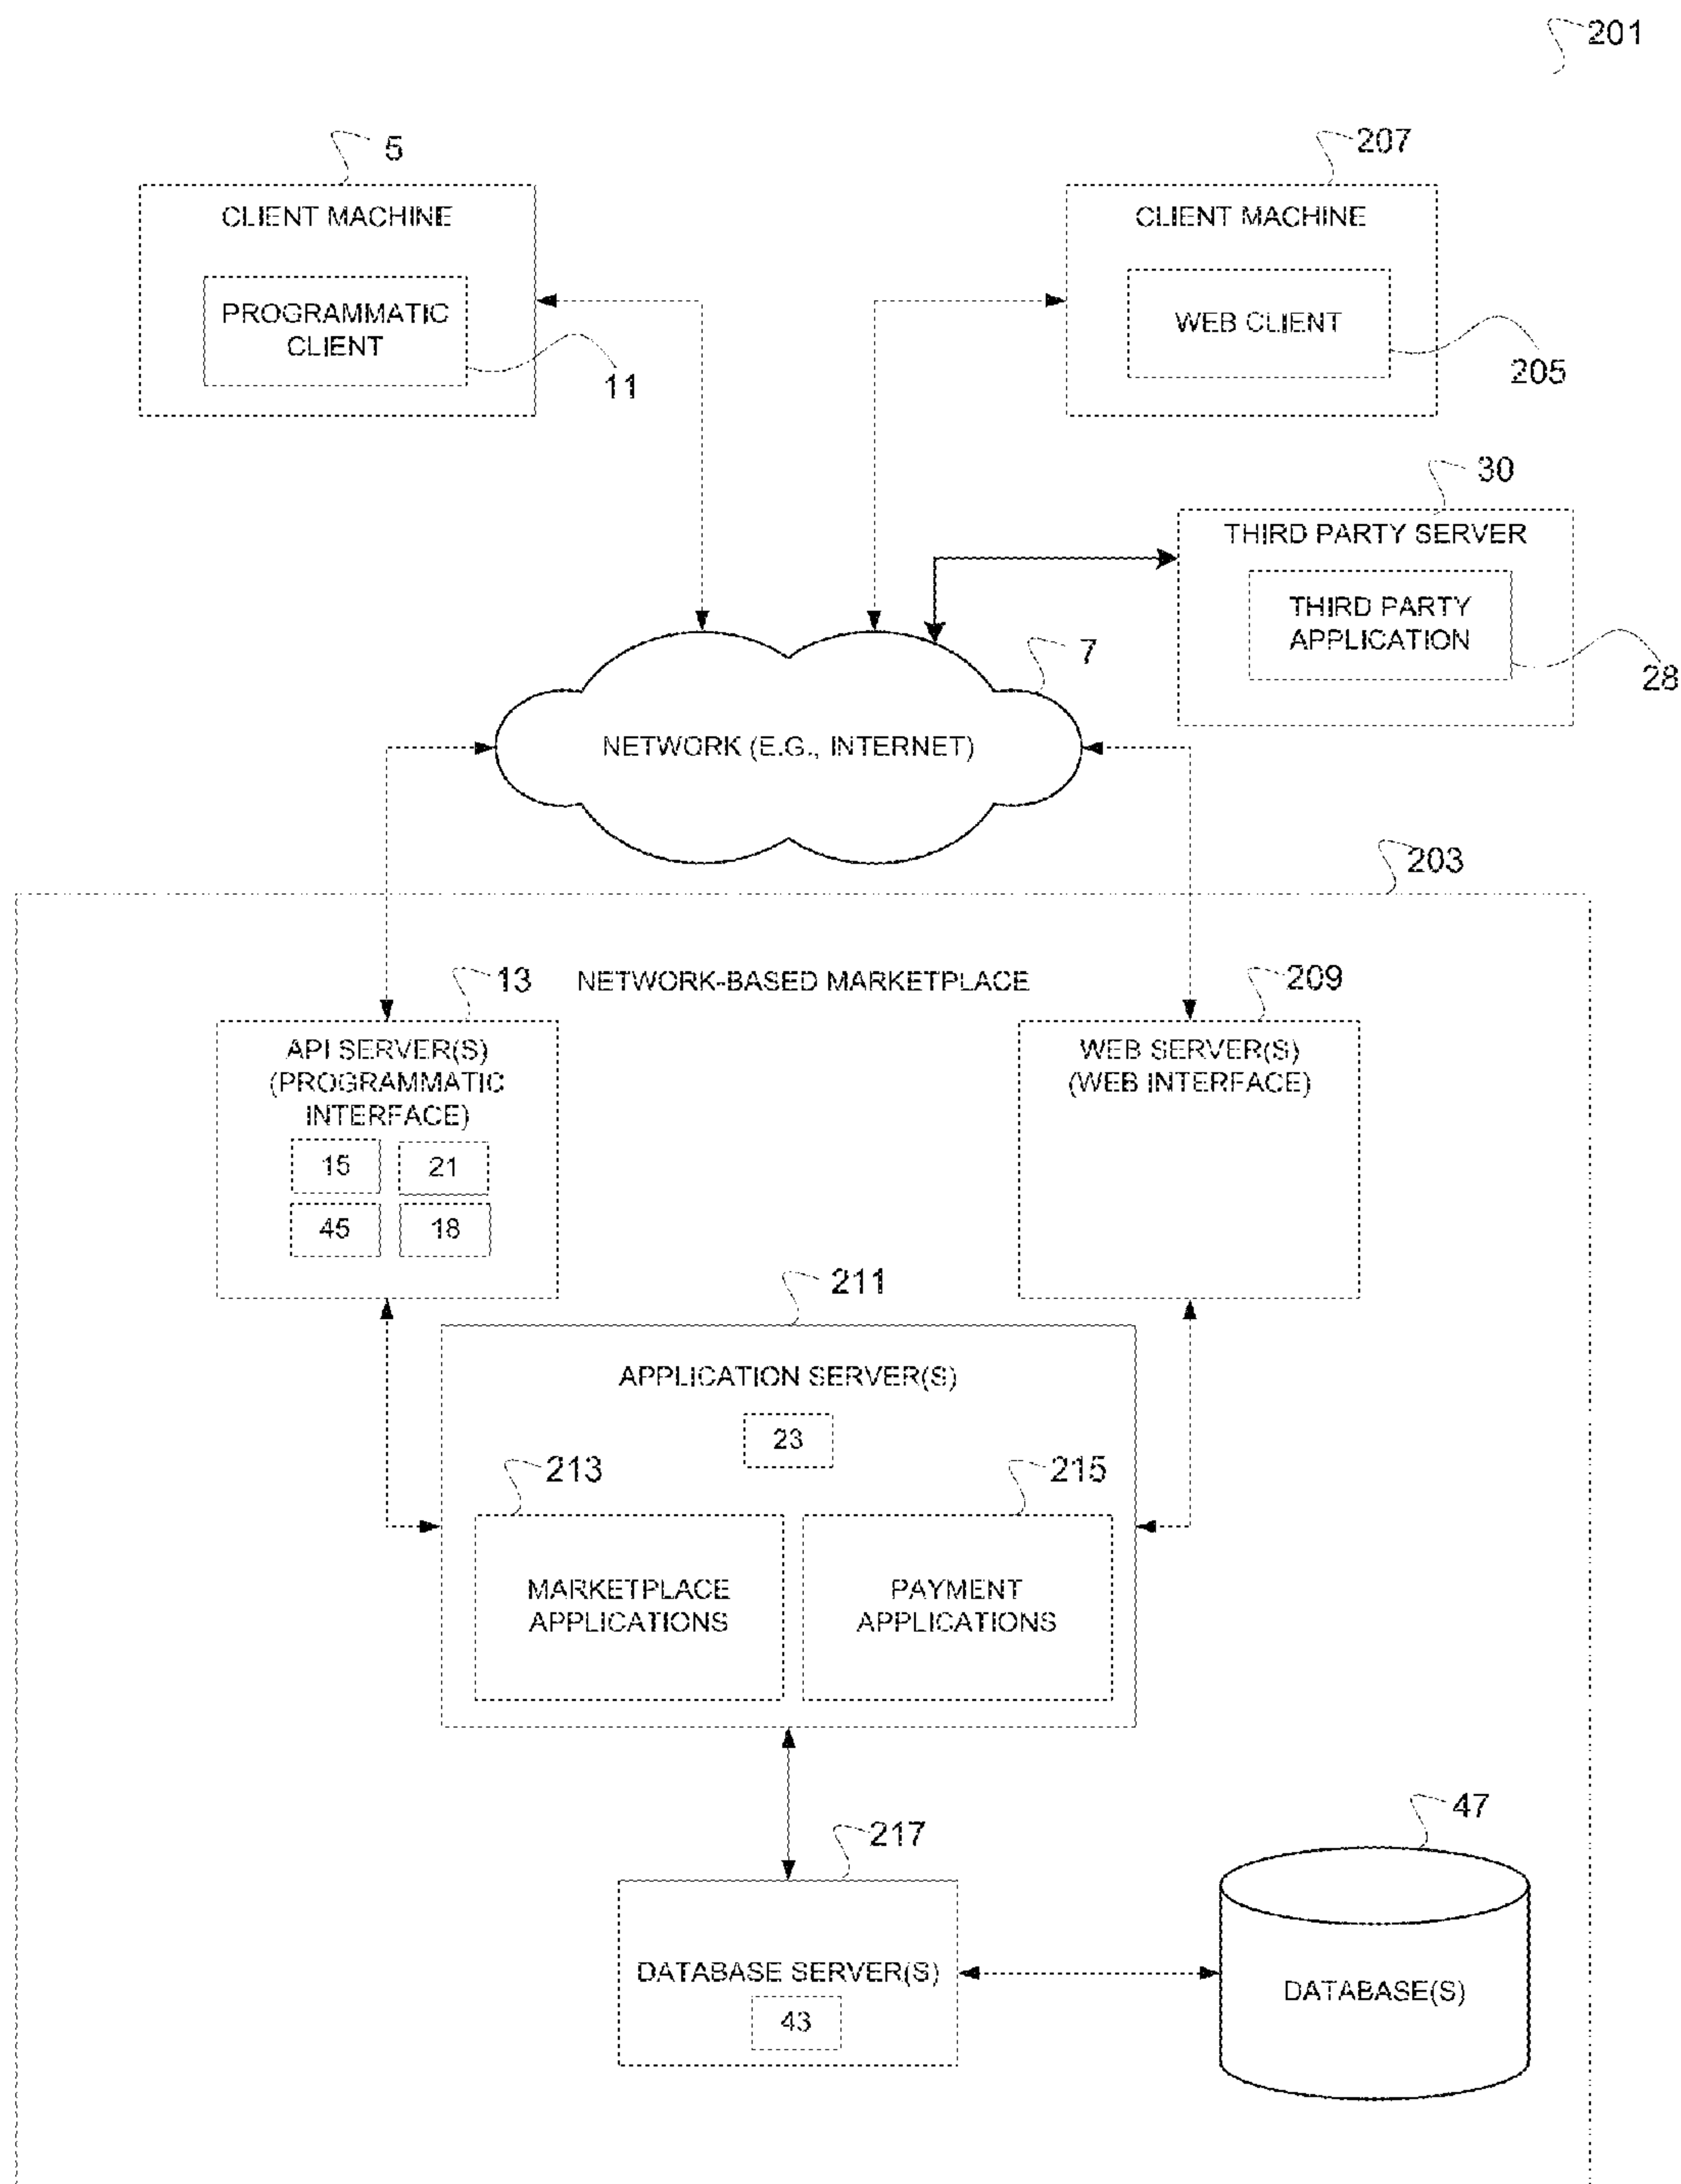 201
5
207
CLIENT MACHINE
CLIENT MACHINE
PROGRAMMATIC
CLIENT
WEB CLIENT
11
205
30
THIRD PARTY SERVER
THIRD PARTY
APPLICATION
28
7
NETWORK (E.G., INTERNET)
203
NETWORK-BASED MARKETPLACE
13
209
API SERVER(S)
(PROGRAMMATIC
INTERFACE)
15
21
45
18
WEB SERVER(S)
(WEB INTERFACE)
211
APPLICATION SERVER(S)
23
213
215
MARKETPLACE
APPLICATIONS
PAYMENT
APPLICATIONS
217
47
DATABASE SERVER(S)
43
DATABASE(S)